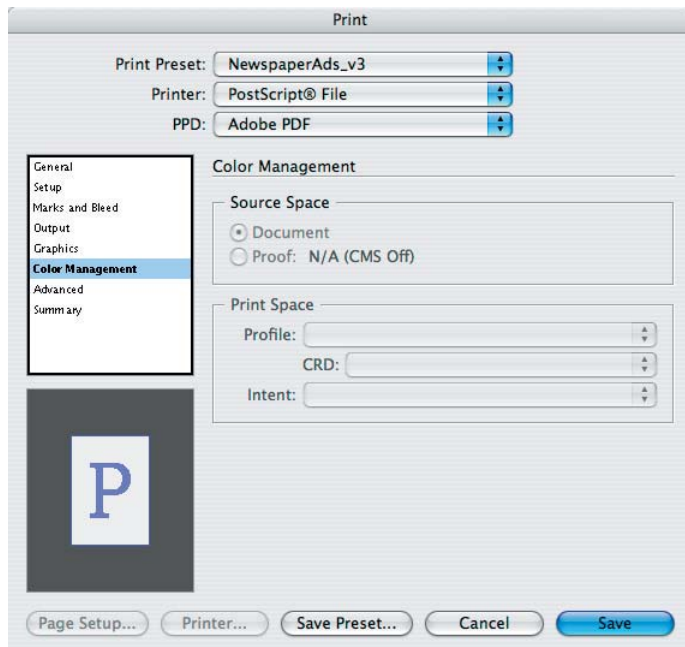 Print
Print Preset: NewspaperAds_v3
Printer: PostScript® File
PPD: Adobe PDF
General
Setup
Marks and Bleed
Output
Graphics
Color Management
Advanced
Summary
Color Management
Source Space
Document
Proof: N/A (CMS Off)
Print Space
Profile:
CRD:
Intent:
P
Page Setup...
Printer...
Save Preset...
Cancel
Save